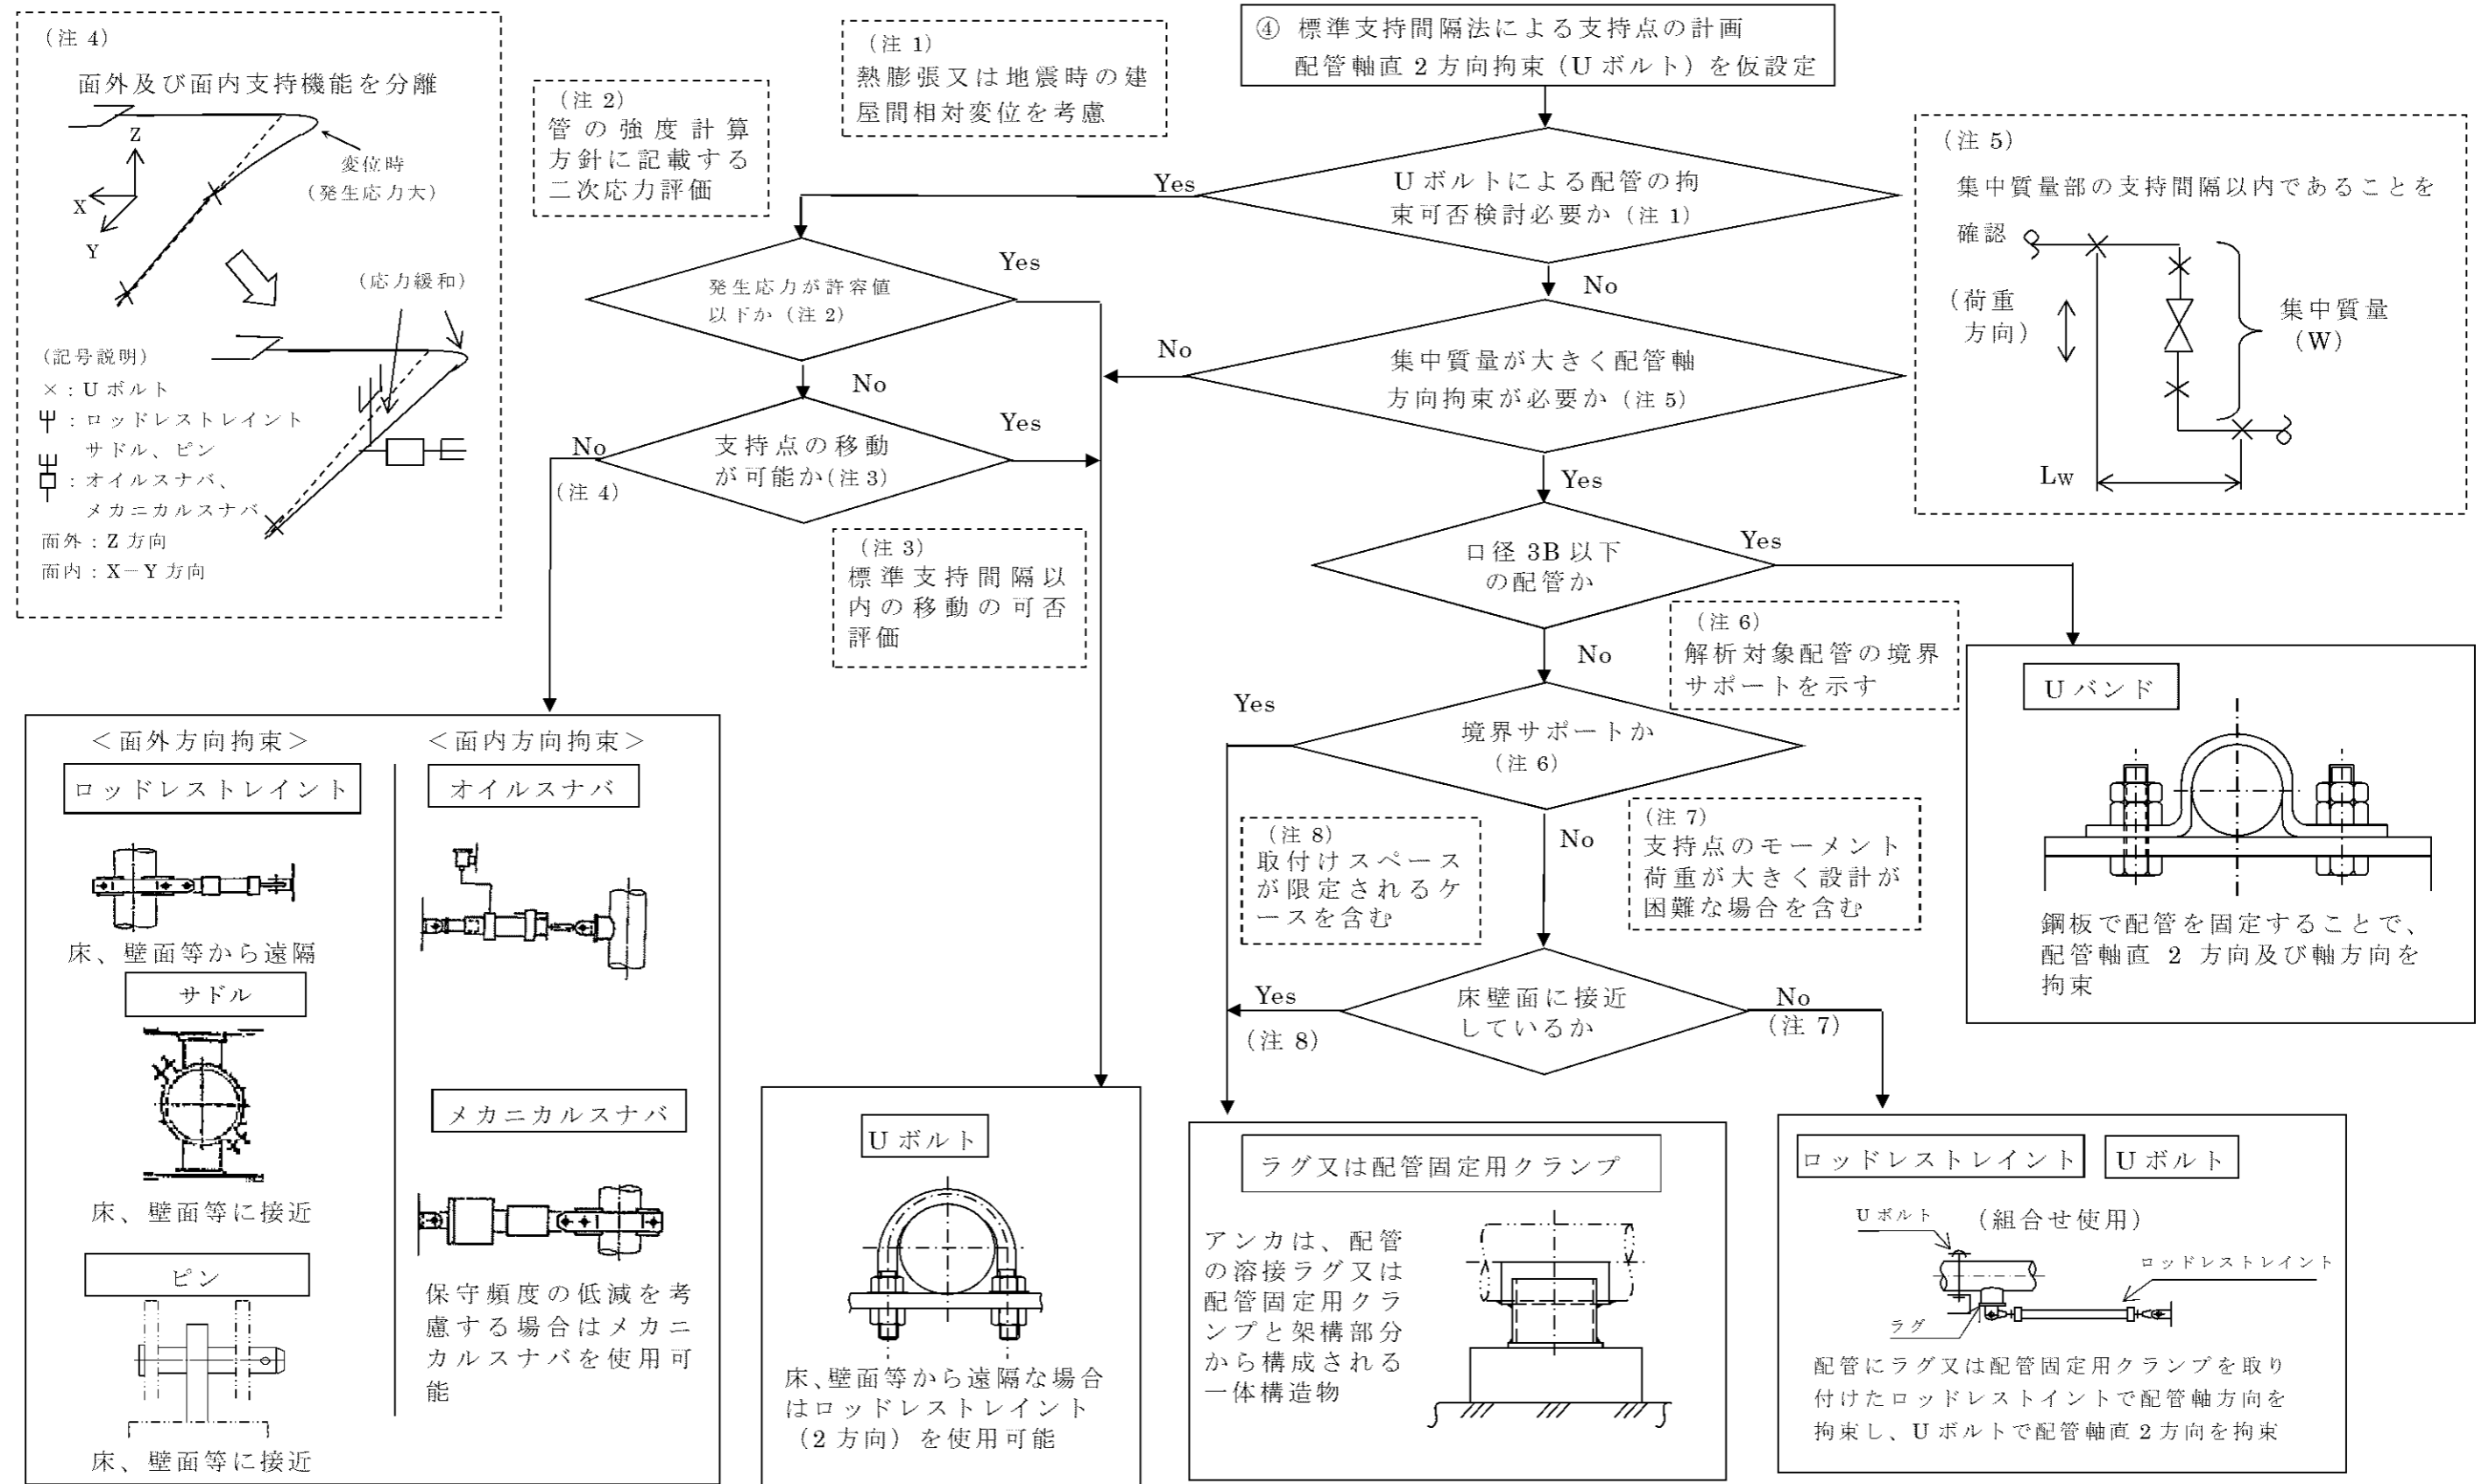 (注 4)
面外及び面内支持機能を分離
Z
X
Y
変位時
(発生応力大)
(応力緩和)
(記号説明)
×:U ボルト
:ロッドレストレイント
サドル、ピン
:オイルスナバ、
メカニカルスナバ
面外:Z 方向
面内:X-Y 方向
(注 2)
管の強度計算
方針に記載する
二次応力評価
(注 1)
熱膨張又は地震時の建
屋間相対変位を考慮
④ 標準支持間隔法による支持点の計画
配管軸直 2 方向拘束(U ボルト)を仮設定
U ボルトによる配管の拘
束可否検討必要か(注 1)
Yes
No
発生応力が許容値
以下か(注 2)
Yes
No
支持点の移動
が可能か(注 3)
Yes
No
(注 4)
(注 3)
標準支持間隔以
内の移動の可否
評価
集中質量が大きく配管軸
方向拘束が必要か(注 5)
No
Yes
(注 5)
集中質量部の支持間隔以内であることを
確認
(荷重
方向)
集中質量
(W)
Lw
口径 3B 以下
の配管か
Yes
No
(注 6)
解析対象配管の境界
サポートを示す
境界サポートか
(注 6)
Yes
No
(注 8)
取付けスペース
が限定されるケ
ースを含む
(注 7)
支持点のモーメント
荷重が大きく設計が
困難な場合を含む
床壁面に接近
しているか
Yes
(注 8)
No
(注 7)
U バンド
鋼板で配管を固定することで、
配管軸直 2 方向及び軸方向を
拘束
<面外方向拘束>
ロッドレストレイント
床、壁面等から遠隔
サドル
床、壁面等に接近
ピン
床、壁面等に接近
<面内方向拘束>
オイルスナバ
メカニカルスナバ
保守頻度の低減を考
慮する場合はメカニ
カルスナバを使用可
能
U ボルト
床、壁面等から遠隔な場合
はロッドレストレイント
(2 方向)を使用可能
ラグ又は配管固定用クランプ
アンカは、配管
の溶接ラグ又は
配管固定用クラ
ンプと架構部分
から構成される
一体構造物
ロッドレストレイント
U ボルト
U ボルト
(組合せ使用)
ロッドレストレイント
ラグ
配管にラグ又は配管固定用クランプを取り
付けたロッドレストイントで配管軸方向を
拘束し、U ボルトで配管軸直 2 方向を拘束